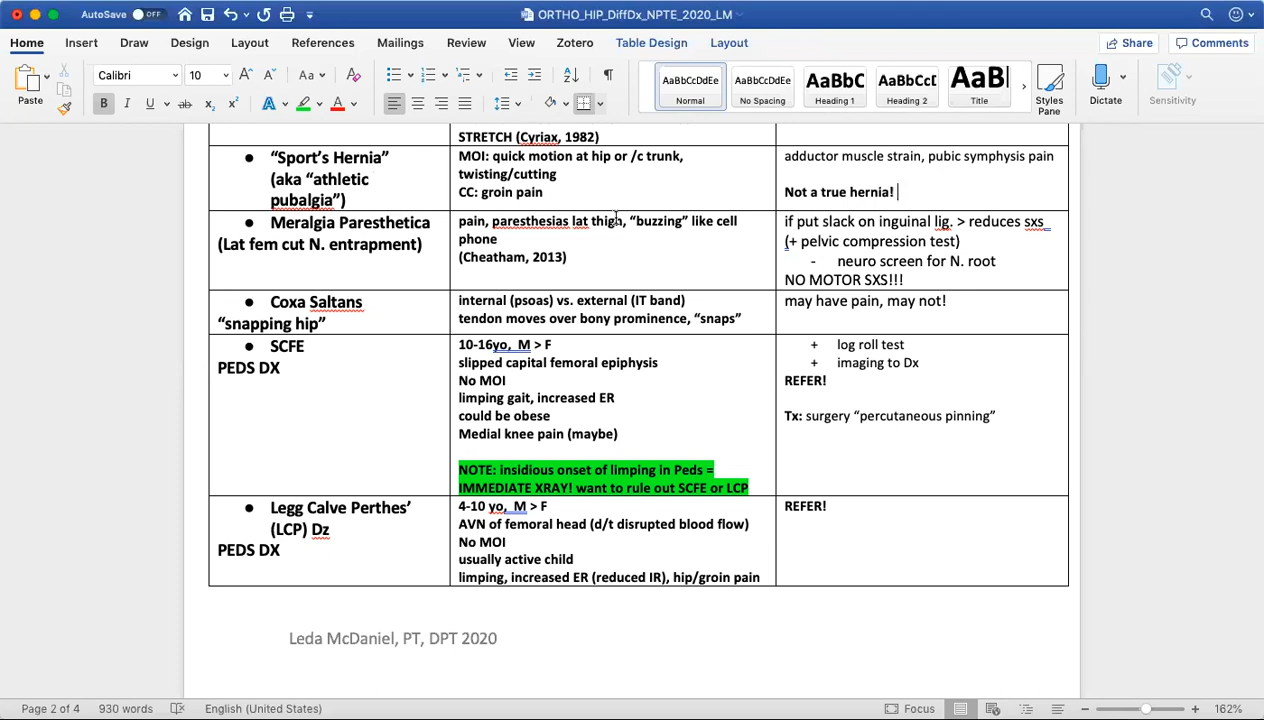 AutoSave OFF
ORTHO_HIP_DiffDx_NPTE_2020_LM
Home Insert Draw Design Layout References Mailings Review View Zotero Table Design Layout Share Comments
Paste
Calibri 10
AaBbCcDdEe Normal
AaBbCcDdEe No Spacing
AaBbC Heading 1
AaBbCcI Heading 2
AaBl Title
Styles Pane
Dictate
Sensitivity
STRETCH (Cyriax, 1982)
● “Sport’s Hernia”
(aka “athletic
pubalgia”)
MOI: quick motion at hip or /c trunk,
twisting/cutting
CC: groin pain
adductor muscle strain, pubic symphysis pain
Not a true hernia!
● Meralgia Paresthetica
(Lat fem cut N. entrapment)
pain, paresthesias lat thigh, “buzzing” like cell
phone
(Cheatham, 2013)
if put slack on inguinal lig. > reduces sxs
(+ pelvic compression test)
- neuro screen for N. root
NO MOTOR SXS!!!
● Coxa Saltans
“snapping hip”
internal (psoas) vs. external (IT band)
tendon moves over bony prominence, “snaps”
may have pain, may not!
● SCFE
PEDS DX
10-16yo, M > F
slipped capital femoral epiphysis
No MOI
limping gait, increased ER
could be obese
Medial knee pain (maybe)
NOTE: insidious onset of limping in Peds =
IMMEDIATE XRAY! want to rule out SCFE or LCP
+ log roll test
+ imaging to Dx
REFER!
Tx: surgery “percutaneous pinning”
● Legg Calve Perthes’
(LCP) Dz
PEDS DX
4-10 yo, M > F
AVN of femoral head (d/t disrupted blood flow)
No MOI
usually active child
limping, increased ER (reduced IR), hip/groin pain
REFER!
Leda McDaniel, PT, DPT 2020
Page 2 of 4 930 words English (United States) Focus 162%